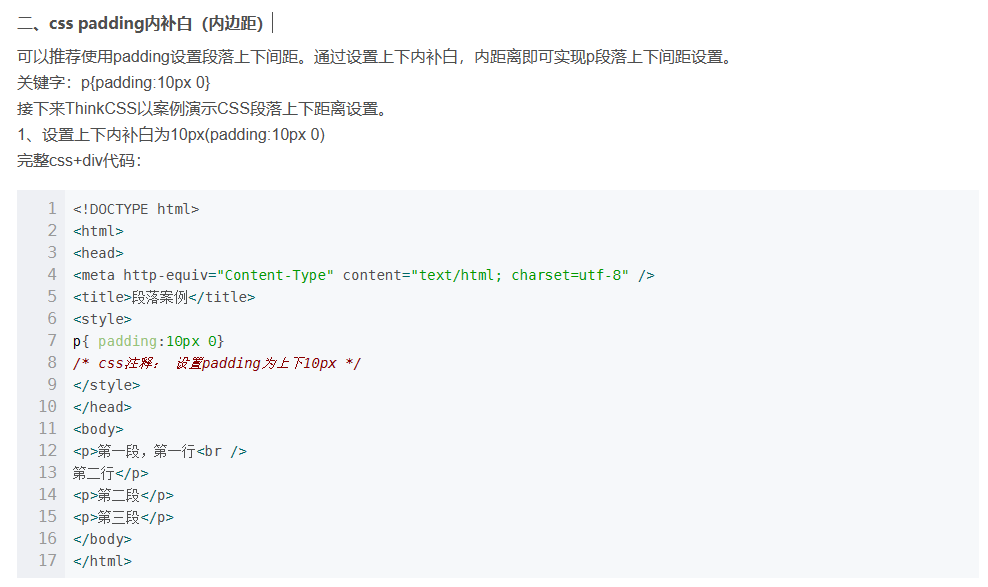 二、css padding内补白（内边距）
可以推荐使用padding设置段落上下间距。通过设置上下内补白，内距离即可实现p段落上下间距设置。
关键字：p{padding:10px 0}
接下来ThinkCSS以案例演示CSS段落上下距离设置。
1、设置上下内补白为10px(padding:10px 0)
完整css+div代码：
1 <!DOCTYPE html>
2 <html>
3 <head>
4 <meta http-equiv="Content-Type" content="text/html; charset=utf-8" />
5 <title>段落案例</title>
6 <style>
7 p{ padding:10px 0}
8 /* css注释： 设置padding为上下10px */
9 </style>
10 </head>
11 <body>
12 <p>第一段，第一行<br />
13 第二行</p>
14 <p>第二段</p>
15 <p>第三段</p>
16 </body>
17 </html>